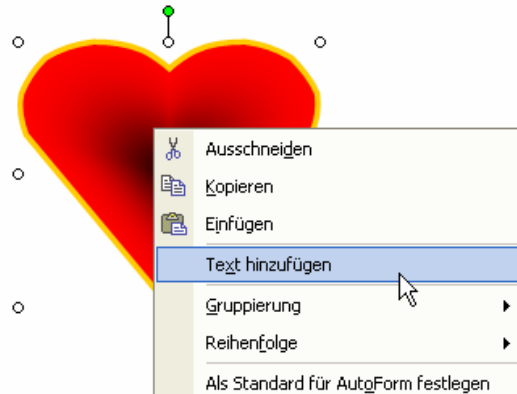 Ausschneiden
Kopieren
Einfügen
Text hinzufügen
Gruppierung
Reihenfolge
Als Standard für AutoForm festlegen